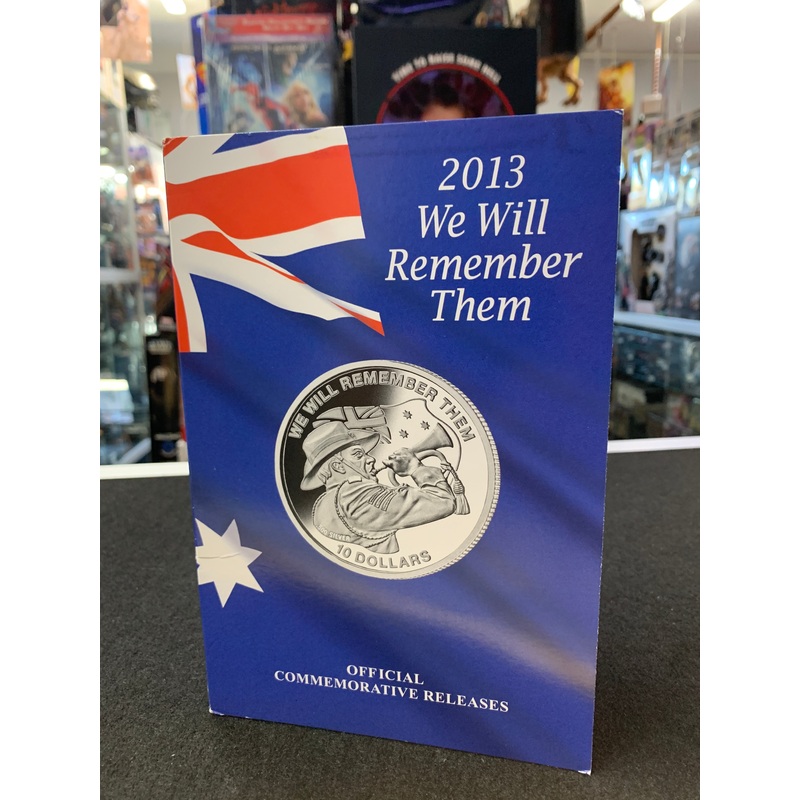 2013
We Will
Remember
Them
WE WILL REMEMBER THEM
10 DOLLARS
OFFICIAL
COMMEMORATIVE RELEASES